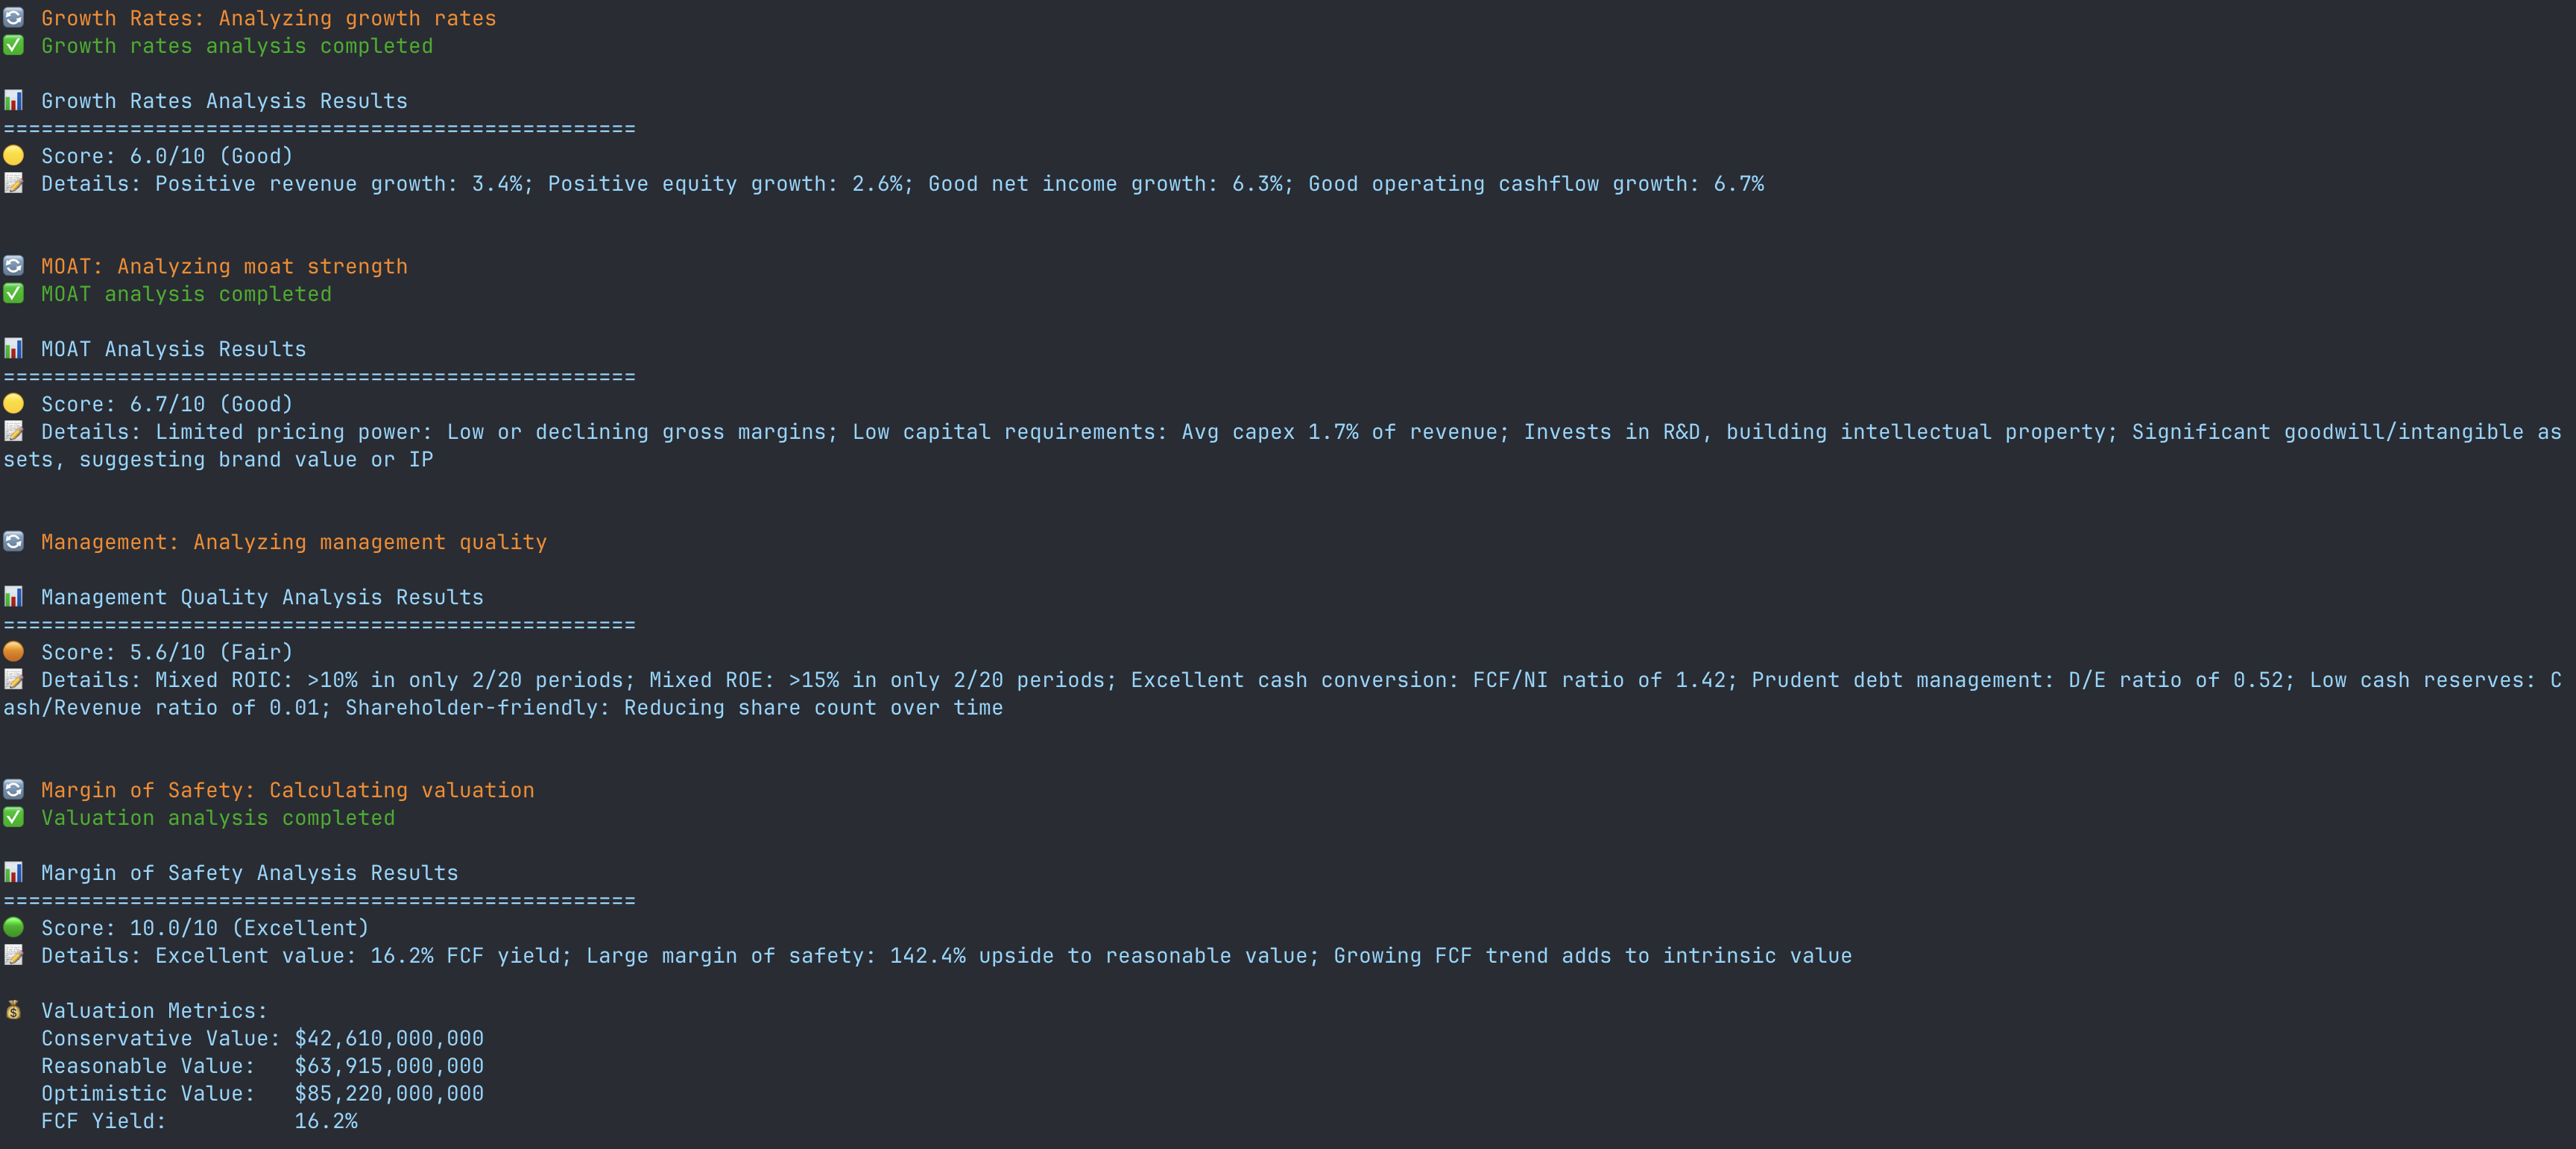 🔄 Growth Rates: Analyzing growth rates
✅ Growth rates analysis completed
📊 Growth Rates Analysis Results
==================================================
🟡 Score: 6.0/10 (Good)
📝 Details: Positive revenue growth: 3.4%; Positive equity growth: 2.6%; Good net income growth: 6.3%; Good operating cashflow growth: 6.7%
🔄 MOAT: Analyzing moat strength
✅ MOAT analysis completed
📊 MOAT Analysis Results
==================================================
🟡 Score: 6.7/10 (Good)
📝 Details: Limited pricing power: Low or declining gross margins; Low capital requirements: Avg capex 1.7% of revenue; Invests in R&D, building intellectual property; Significant goodwill/intangible as
sets, suggesting brand value or IP
🔄 Management: Analyzing management quality
📊 Management Quality Analysis Results
==================================================
🟠 Score: 5.6/10 (Fair)
📝 Details: Mixed ROIC: >10% in only 2/20 periods; Mixed ROE: >15% in only 2/20 periods; Excellent cash conversion: FCF/NI ratio of 1.42; Prudent debt management: D/E ratio of 0.52; Low cash reserves: C
ash/Revenue ratio of 0.01; Shareholder-friendly: Reducing share count over time
🔄 Margin of Safety: Calculating valuation
✅ Valuation analysis completed
📊 Margin of Safety Analysis Results
==================================================
🟢 Score: 10.0/10 (Excellent)
📝 Details: Excellent value: 16.2% FCF yield; Large margin of safety: 142.4% upside to reasonable value; Growing FCF trend adds to intrinsic value
💰 Valuation Metrics:
Conservative Value: $42,610,000,000
Reasonable Value: $63,915,000,000
Optimistic Value: $85,220,000,000
FCF Yield: 16.2%